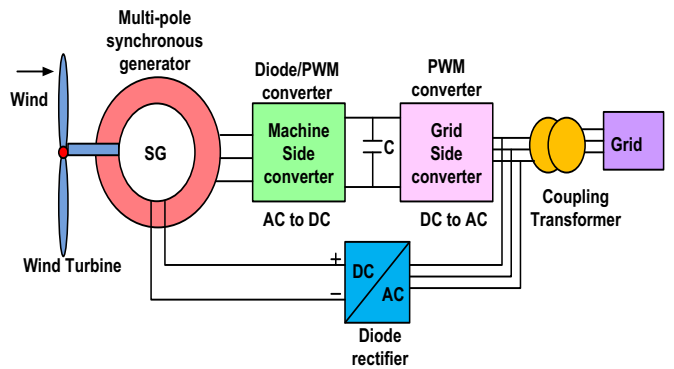 Multi-pole
synchronous
generator
Wind
SG
Wind Turbine
Diode/PWM
converter
Machine
Side
converter
AC to DC
C
PWM
converter
Grid
Side
converter
DC to AC
Coupling
Transformer
Grid
+
−
DC
AC
Diode
rectifier